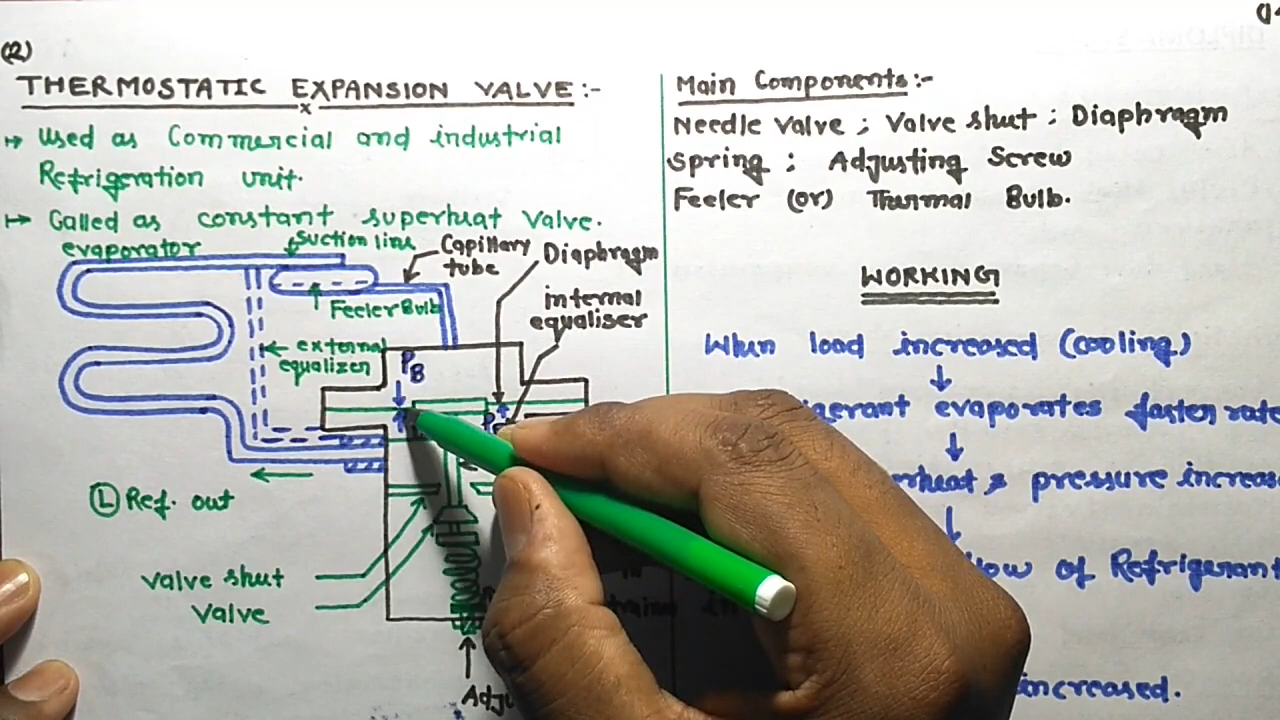 (2)
THERMOSTATIC EXPANSION VALVE:-
↦ Used as Commercial and industrial
Refrigeration unit.
↦ Called as constant superheat Valve.
evaporator
suction line
Capillary
tube
Diaphragm
internal
equaliser
Feeler Bulb
external
equalizer
PB
(L) Ref. out
Valve shut
Valve
Main Components:-
Needle valve ; Valve shut ; Diaphragm
Spring ; Adjusting Screw
Feeler (or) Thermal Bulb.
WORKING
When load increased (cooling)
↓
evaporates faster rate
↓
pressure increase
↓
of Refrigerant
increased.